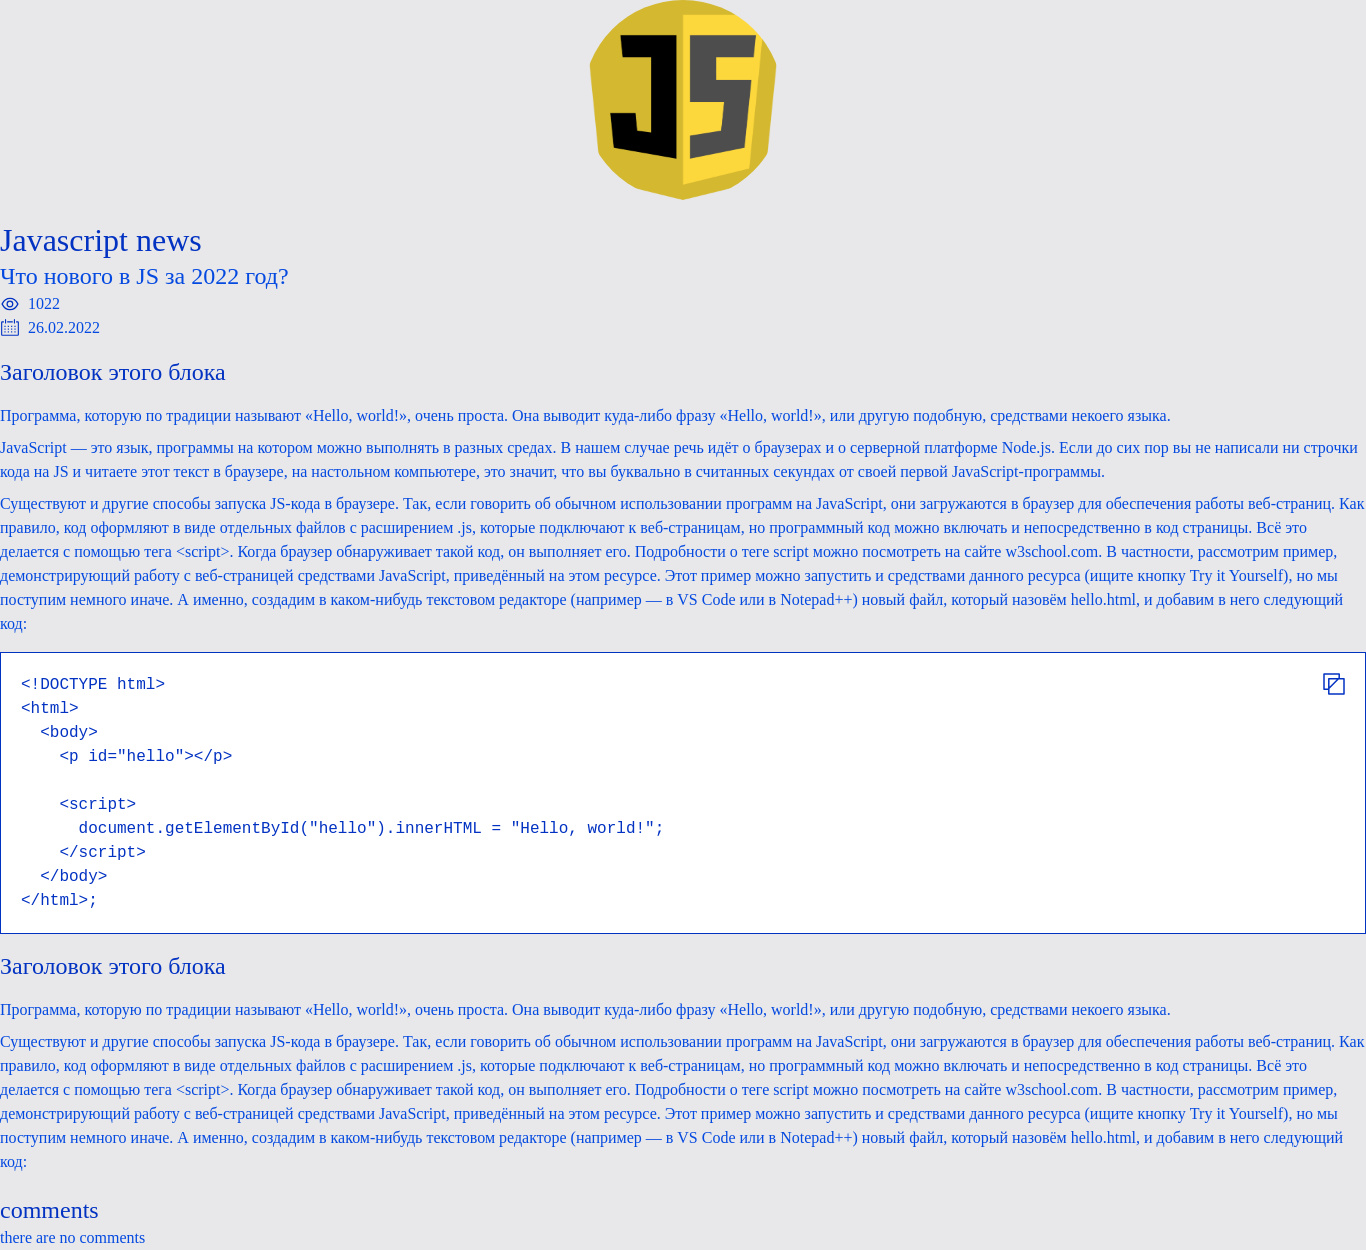 JS
Javascript news
Что нового в JS за 2022 год?
1022
26.02.2022
Заголовок этого блока
Программа, которую по традиции называют «Hello, world!», очень проста. Она выводит куда-либо фразу «Hello, world!», или другую подобную, средствами некоего языка.
JavaScript — это язык, программы на котором можно выполнять в разных средах. В нашем случае речь идёт о браузерах и о серверной платформе Node.js. Если до сих пор вы не написали ни строчки
кода на JS и читаете этот текст в браузере, на настольном компьютере, это значит, что вы буквально в считанных секундах от своей первой JavaScript-программы.
Существуют и другие способы запуска JS-кода в браузере. Так, если говорить об обычном использовании программ на JavaScript, они загружаются в браузер для обеспечения работы веб-страниц. Как
правило, код оформляют в виде отдельных файлов с расширением .js, которые подключают к веб-страницам, но программный код можно включать и непосредственно в код страницы. Всё это
делается с помощью тега <script>. Когда браузер обнаруживает такой код, он выполняет его. Подробности о теге script можно посмотреть на сайте w3school.com. В частности, рассмотрим пример,
демонстрирующий работу с веб-страницей средствами JavaScript, приведённый на этом ресурсе. Этот пример можно запустить и средствами данного ресурса (ищите кнопку Try it Yourself), но мы
поступим немного иначе. А именно, создадим в каком-нибудь текстовом редакторе (например — в VS Code или в Notepad++) новый файл, который назовём hello.html, и добавим в него следующий
код:
<!DOCTYPE html>
<html>
  <body>
    <p id="hello"></p>

    <script>
      document.getElementById("hello").innerHTML = "Hello, world!";
    </script>
  </body>
</html>;
Заголовок этого блока
Программа, которую по традиции называют «Hello, world!», очень проста. Она выводит куда-либо фразу «Hello, world!», или другую подобную, средствами некоего языка.
Существуют и другие способы запуска JS-кода в браузере. Так, если говорить об обычном использовании программ на JavaScript, они загружаются в браузер для обеспечения работы веб-страниц. Как
правило, код оформляют в виде отдельных файлов с расширением .js, которые подключают к веб-страницам, но программный код можно включать и непосредственно в код страницы. Всё это
делается с помощью тега <script>. Когда браузер обнаруживает такой код, он выполняет его. Подробности о теге script можно посмотреть на сайте w3school.com. В частности, рассмотрим пример,
демонстрирующий работу с веб-страницей средствами JavaScript, приведённый на этом ресурсе. Этот пример можно запустить и средствами данного ресурса (ищите кнопку Try it Yourself), но мы
поступим немного иначе. А именно, создадим в каком-нибудь текстовом редакторе (например — в VS Code или в Notepad++) новый файл, который назовём hello.html, и добавим в него следующий
код:
comments
there are no comments